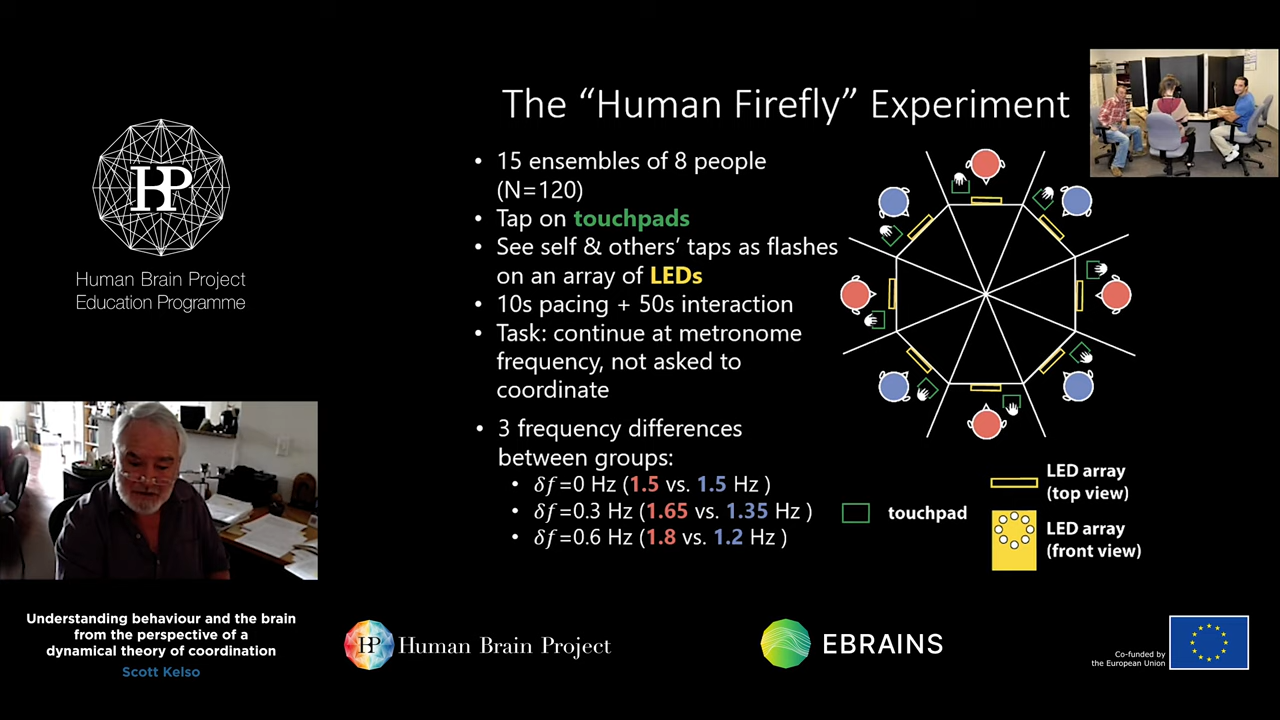 The “Human Firefly” Experiment
• 15 ensembles of 8 people
(N=120)
• Tap on touchpads
• See self & others’ taps as flashes
on an array of LEDs
• 10s pacing + 50s interaction
• Task: continue at metronome
frequency, not asked to
coordinate
• 3 frequency differences
between groups:
• δf=0 Hz (1.5 vs. 1.5 Hz )
• δf=0.3 Hz (1.65 vs. 1.35 Hz )
• δf=0.6 Hz (1.8 vs. 1.2 Hz )
touchpad
LED array
(top view)
LED array
(front view)
HP
Human Brain Project
Education Programme
Understanding behaviour and the brain
from the perspective of a
dynamical theory of coordination
Scott Kelso
HP Human Brain Project
EBRAINS
Co-funded by
the European Union